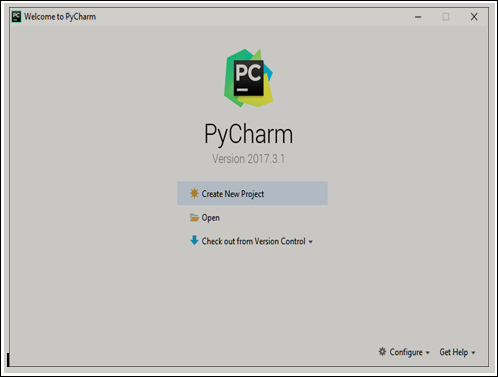 Welcome to PyCharm
PC
PyCharm
Version 2017.3.1
Create New Project
Open
Check out from Version Control
Configure Get Help